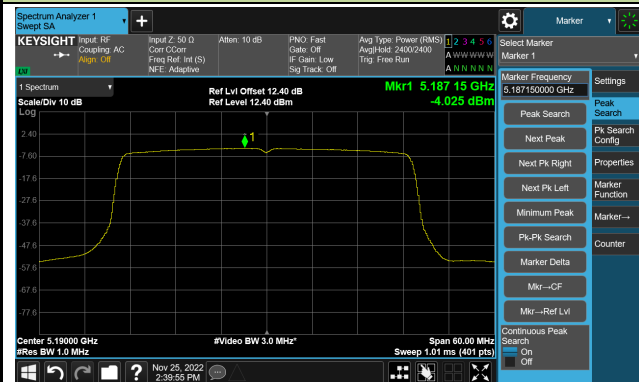 Spectrum Analyzer 1
Swept SA
Marker
KEYSIGHT
Input: RF
Coupling: AC
Align: Off
Input Z: 50 Ω
Corr CCorr
Freq Ref: Int (S)
NFE: Adaptive
Atten: 10 dB
PNO: Fast
Gate: Off
IF Gain: Low
Sig Track: Off
Avg Type: Power (RMS)
Avg|Hold: 2400/2400
Trig: Free Run
1 2 3 4 5 6
A W W W W W
A N N N N N
Select Marker
Marker 1
1 Spectrum
Scale/Div 10 dB
Log
Ref Lvl Offset 12.40 dB
Ref Level 12.40 dBm
Mkr1 5.187 15 GHz
-4.025 dBm
Marker Frequency
5.187150000 GHz
Settings
Peak Search
Peak
Search
Next Peak
Pk Search
Config
Next Pk Right
Properties
Next Pk Left
Marker
Function
Minimum Peak
Marker→
Pk-Pk Search
Counter
Marker Delta
Mkr→CF
Mkr→Ref Lvl
Continuous Peak
Search
On
Off
1
2.40
-7.60
-17.6
-27.6
-37.6
-47.6
-57.6
-67.6
-77.6
Center 5.19000 GHz
#Video BW 3.0 MHz*
Span 60.00 MHz
#Res BW 1.0 MHz
Sweep 1.01 ms (401 pts)
?
Nov 25, 2022
2:39:55 PM